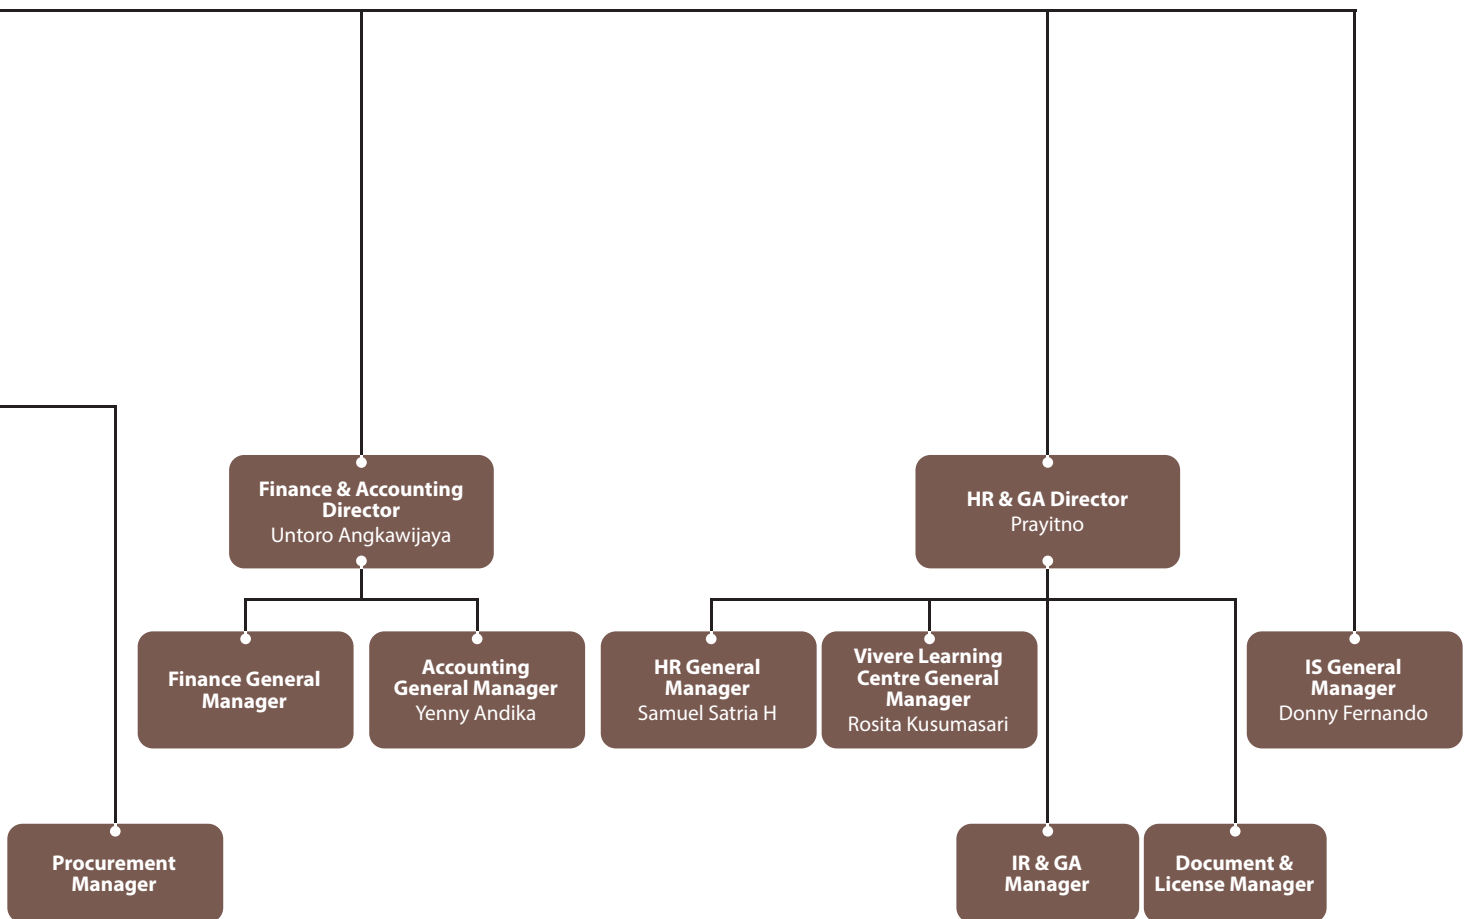 Finance & Accounting
Director
Untoro Angkawijaya
HR & GA Director
Prayitno
Finance General
Manager
Accounting
General Manager
Yenny Andika
HR General
Manager
Samuel Satria H
Vivere Learning
Centre General
Manager
Rosita Kusumasari
IS General
Manager
Donny Fernando
Procurement
Manager
IR & GA
Manager
Document &
License Manager